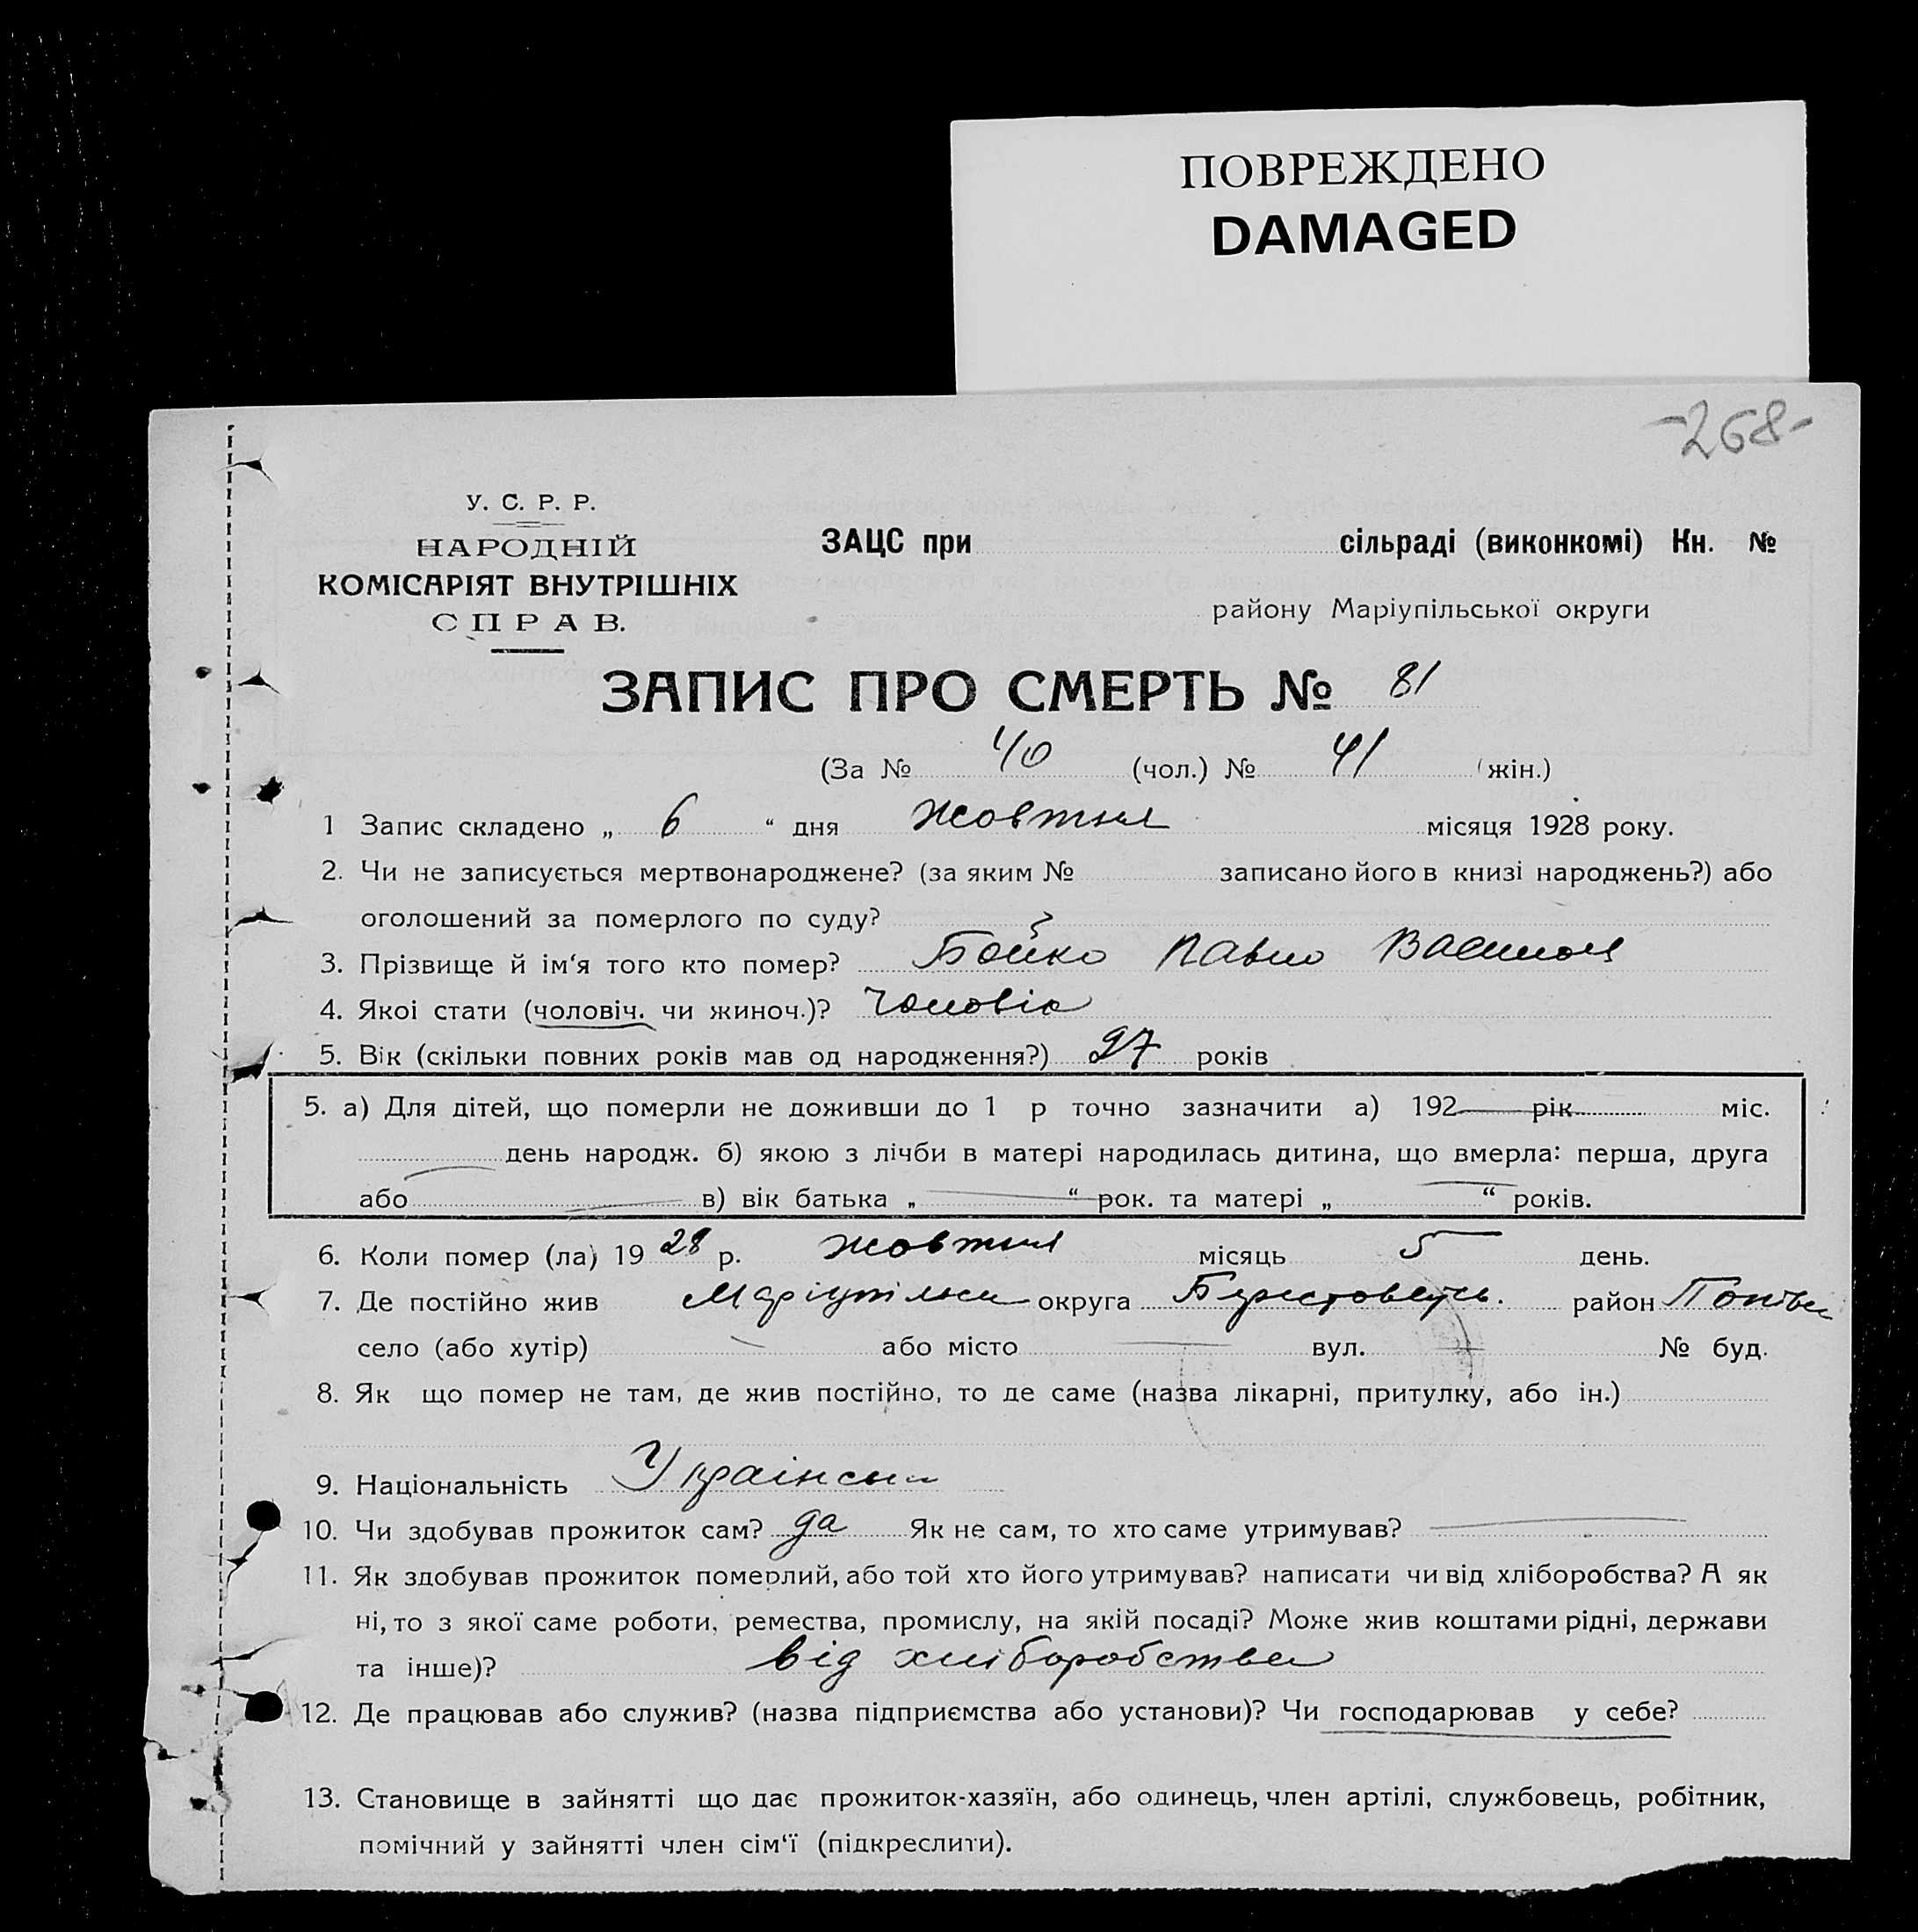 ПОВРЕЖДЕНО
DAMAGED
-268-
У. С. Р. Р.
НАРОДНІЙ
КОМІСАРІЯТ ВНУТРІШНІХ
СПРАВ.
ЗАЦС при сільраді (виконкомі) Кн. №
району Маріупільської округи
ЗАПИС ПРО СМЕРТЬ № 81
(За № 40 (чол.) № 41 (жін.)
1 Запис складено „ 6 “ дня жовтня місяця 1928 року.
2. Чи не записується мертвонароджене? (за яким № записано його в книзі народжень?) або
оголошений за померлого по суду?
3. Прізвище й ім‘я того кто помер? Бойко Павло
4. Якоі стати (чоловіч. чи жиноч.)? Чоловіч
5. Вік (скільки повних років мав од народження?) 27 років
5. а) Для дітей, що померли не доживши до 1 р точно зазначити а) 192 рік міс.
день народж. б) якою з лічби в матері народилась дитина, що вмерла: перша, друга
або в) вік батька „ “ рок. та матері „ “ років.
6. Коли помер (ла) 1928 р. жовтня місяць 5 день.
7. Де постійно жив Маріупільськ округа район
село (або хутір) або місто вул. № буд.
8. Як що помер не там, де жив постійно, то де саме (назва лікарні, притулку, або ін.)
9. Національність Українськ
10. Чи здобував прожиток сам? да Як не сам, то хто саме утримував?
11. Як здобував прожиток померлий, або той хто його утримував? написати чи від хліборобства? А як
ні, то з якої саме роботи, ремества, промислу, на якій посаді? Може жив коштами рідні, держави
та інше)? від хліборобства
12. Де працював або служив? (назва підприємства або установи)? Чи господарював у себе?
13. Становище в зайнятті що дає прожиток-хазяїн, або одинець, член артілі, службовець, робітник,
помічний у зайнятті член сім‘ї (підкреслити).